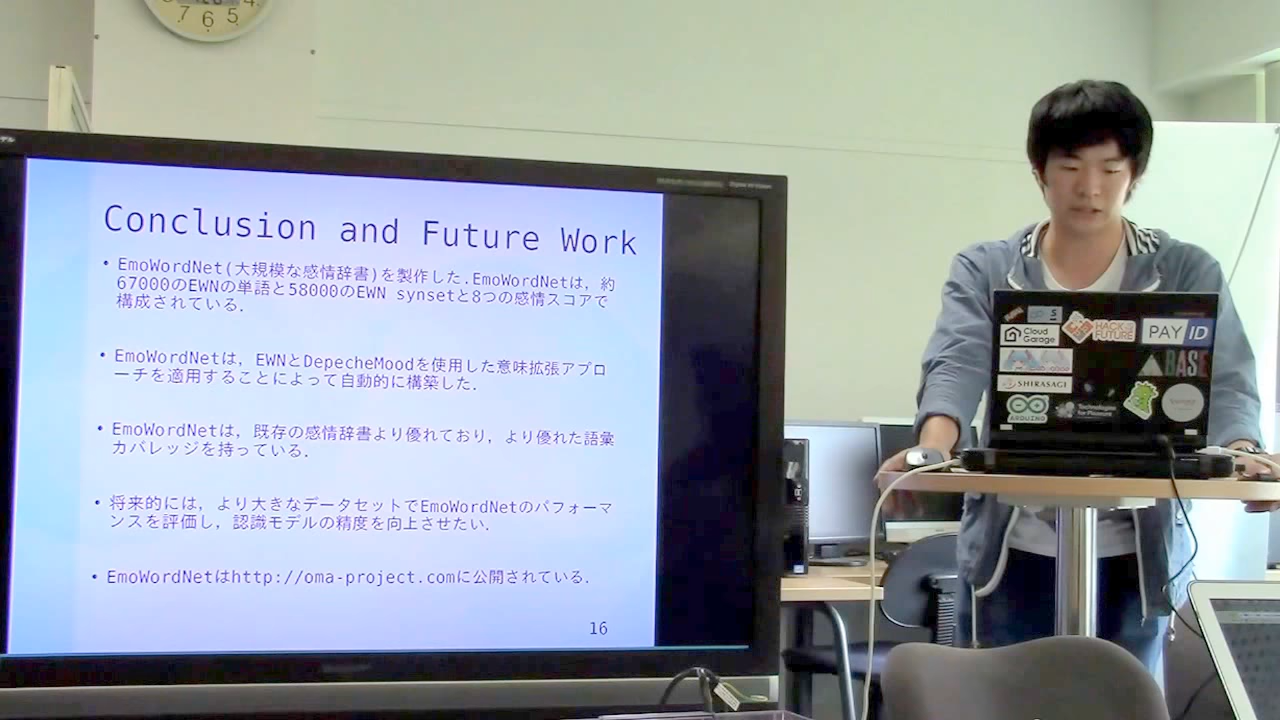 7 6 5 4
Conclusion and Future Work
• EmoWordNet(大規模な感情辞書)を製作した.EmoWordNetは, 約
67000のEWNの単語と58000のEWN synsetと8つの感情スコアで
構成されている.
• EmoWordNetは, EWNとDepecheMoodを使用した意味拡張アプロ
ーチを適用することによって自動的に構築した.
• EmoWordNetは, 既存の感情辞書より優れており, より優れた語彙
カバレッジを持っている.
• 将来的には, より大きなデータセットでEmoWordNetのパフォーマ
ンスを評価し, 認識モデルの精度を向上させたい.
• EmoWordNetはhttp://oma-project.comに公開されている.
16
Cloud
Garage
HACK
FUTURE
PAY ID
BASE
SHIRASAGI
ARDUINO
Technologies
for Pleasure